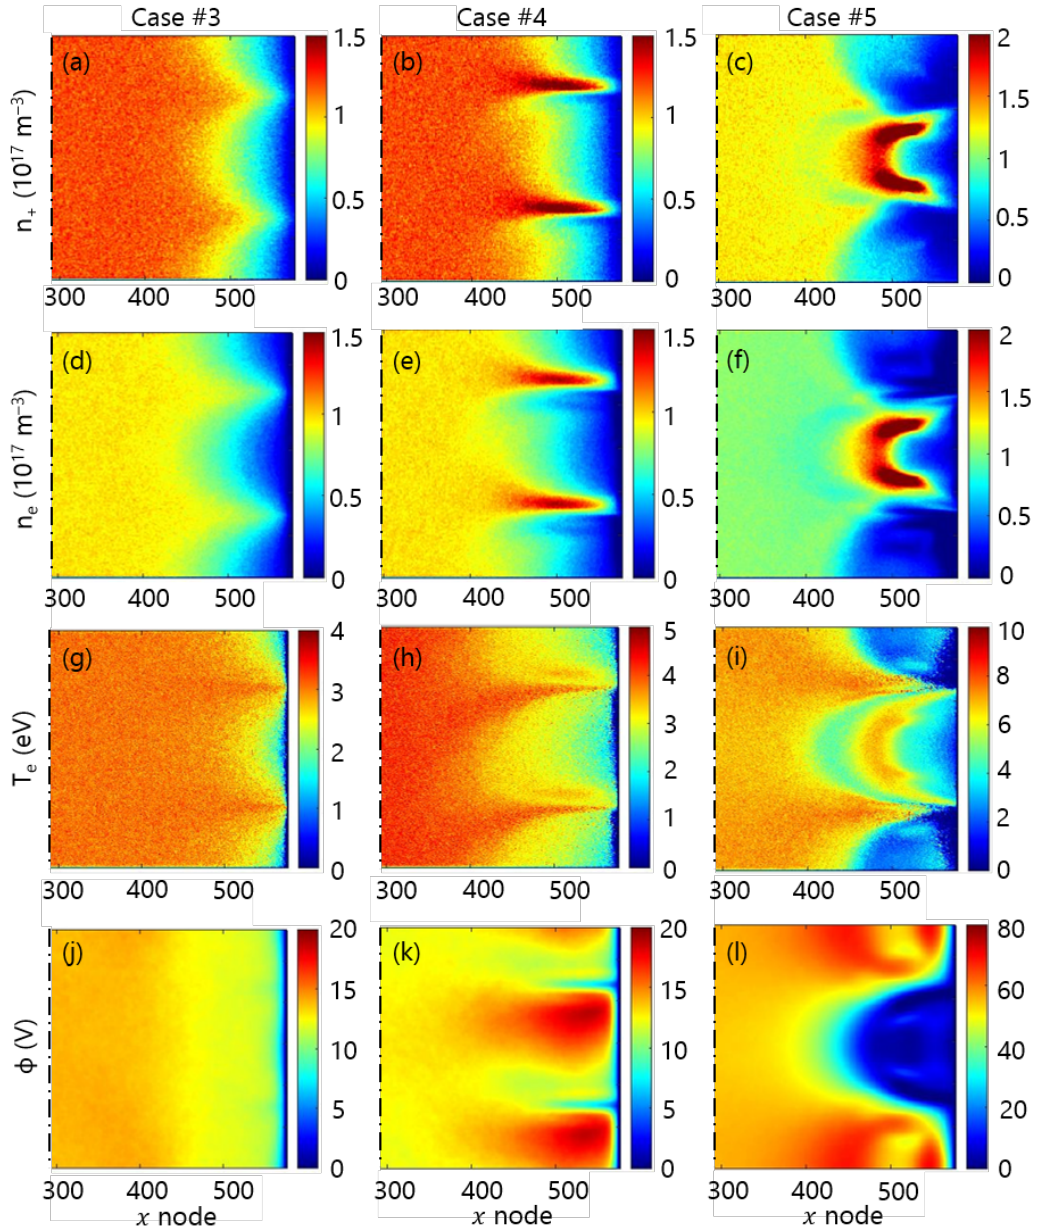 Case #3 Case #4 Case #5
(a) (b) (c)
n₊ (10¹⁷ m⁻³)
1.5 1.5 2
1 1 1.5
0.5 0.5 1
0 0 0.5
0
300 400 500 300 400 500 300 400 500
(d) (e) (f)
nₑ (10¹⁷ m⁻³)
1.5 1.5 2
1 1 1.5
0.5 0.5 1
0 0 0.5
0
300 400 500 300 400 500 300 400 500
(g) (h) (i)
Tₑ (eV)
4 5 10
3 4 8
2 3 6
1 2 4
0 1 2
0 0
300 400 500 300 400 500 300 400 500
(j) (k) (l)
ϕ (V)
20 20 80
15 15 60
10 10 40
5 5 20
0 0 0
300 400 500 300 400 500 300 400 500
x node x node x node